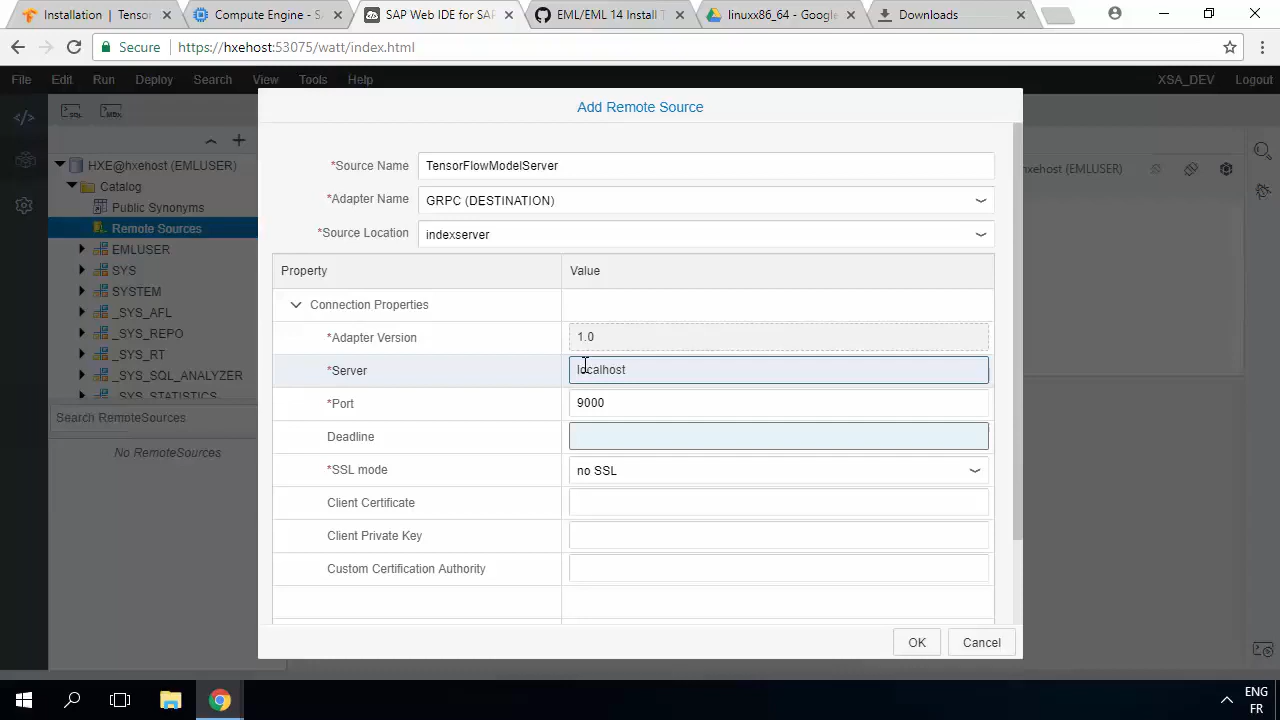 Installation | Tensor
Compute Engine - SA
SAP Web IDE for SAP
EML/EML 14 Install T
linuxx86_64 - Google
Downloads
Secure
https://hxehost:53075/watt/index.html
File Edit Run Deploy Search View Tools Help
XSA_DEV Logout
Add Remote Source
HXE@hxehost (EMLUSER)
Catalog
Public Synonyms
Remote Sources
EMLUSER
SYS
SYSTEM
_SYS_AFL
_SYS_REPO
_SYS_RT
_SYS_SQL_ANALYZER
_SYS_STATISTICS
Search RemoteSources
No RemoteSources
*Source Name TensorFlowModelServer
*Adapter Name GRPC (DESTINATION)
*Source Location indexserver
Property Value
Connection Properties
*Adapter Version 1.0
*Server localhost
*Port 9000
Deadline
*SSL mode no SSL
Client Certificate
Client Private Key
Custom Certification Authority
OK Cancel
xehost (EMLUSER)
ENG
FR